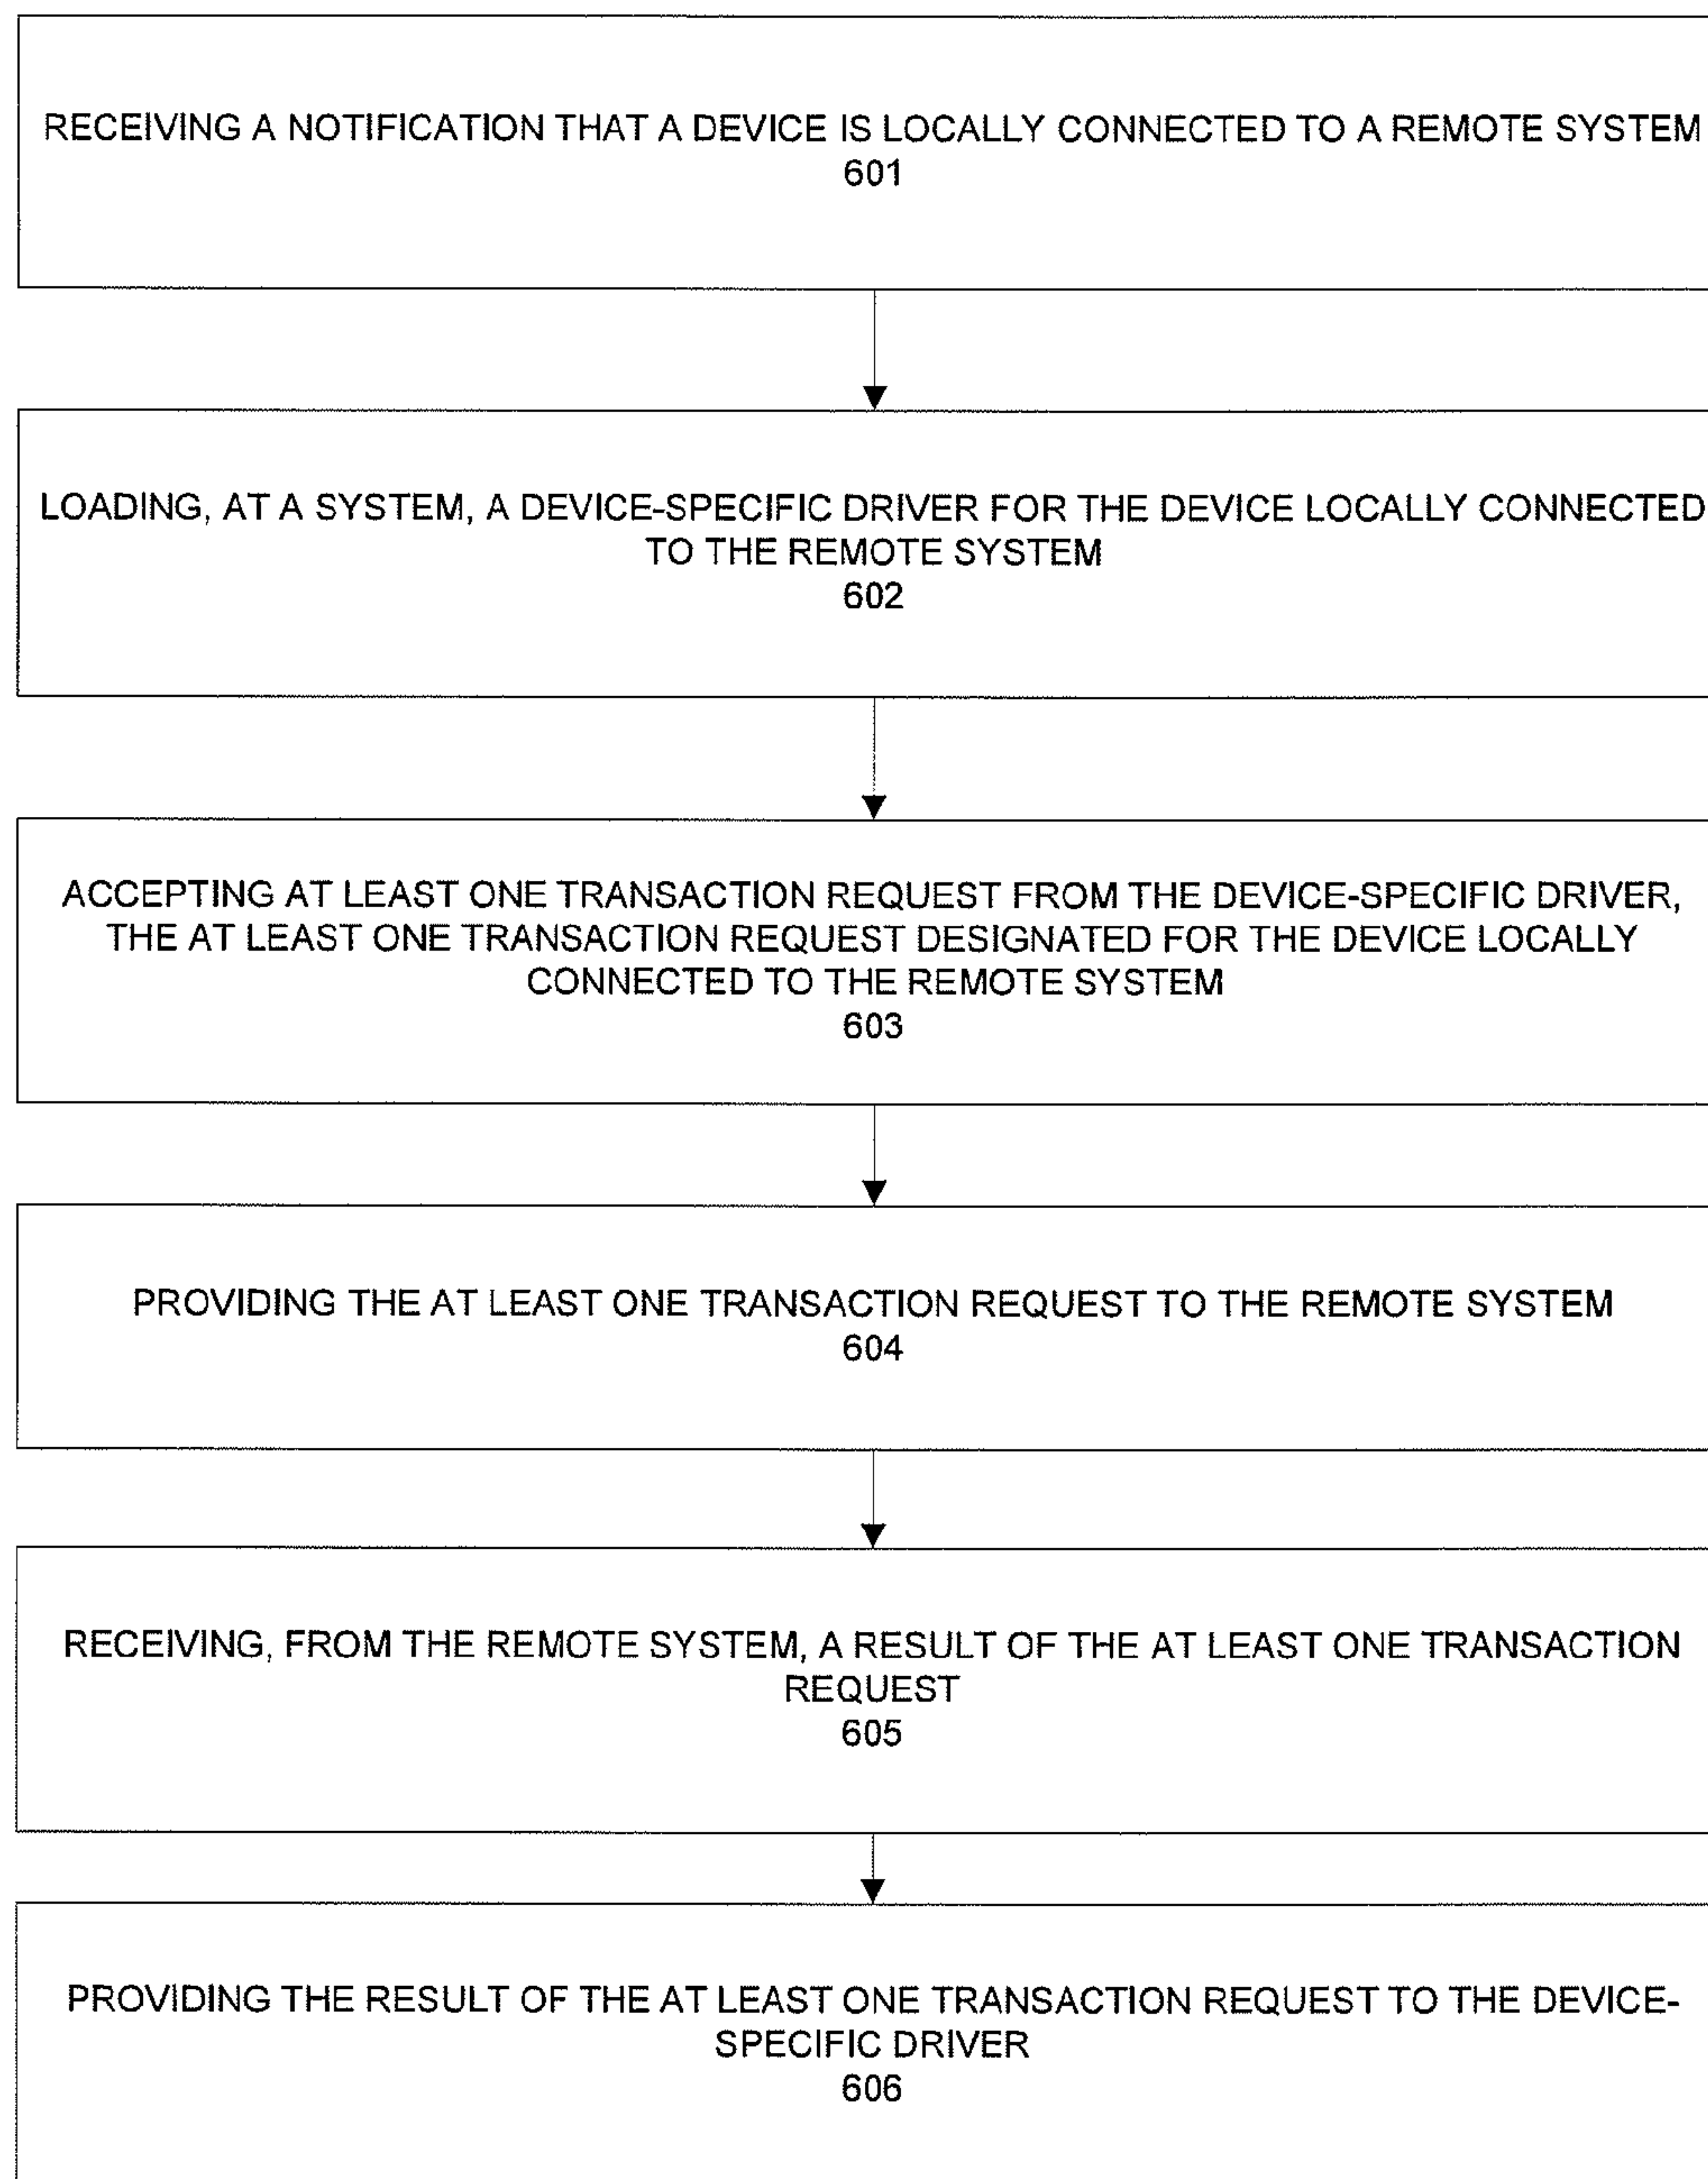 RECEIVING A NOTIFICATION THAT A DEVICE IS LOCALLY CONNECTED TO A REMOTE SYSTEM
601
LOADING, AT A SYSTEM, A DEVICE-SPECIFIC DRIVER FOR THE DEVICE LOCALLY CONNECTED
TO THE REMOTE SYSTEM
602
ACCEPTING AT LEAST ONE TRANSACTION REQUEST FROM THE DEVICE-SPECIFIC DRIVER,
THE AT LEAST ONE TRANSACTION REQUEST DESIGNATED FOR THE DEVICE LOCALLY
CONNECTED TO THE REMOTE SYSTEM
603
PROVIDING THE AT LEAST ONE TRANSACTION REQUEST TO THE REMOTE SYSTEM
604
RECEIVING, FROM THE REMOTE SYSTEM, A RESULT OF THE AT LEAST ONE TRANSACTION
REQUEST
605
PROVIDING THE RESULT OF THE AT LEAST ONE TRANSACTION REQUEST TO THE DEVICE-
SPECIFIC DRIVER
606